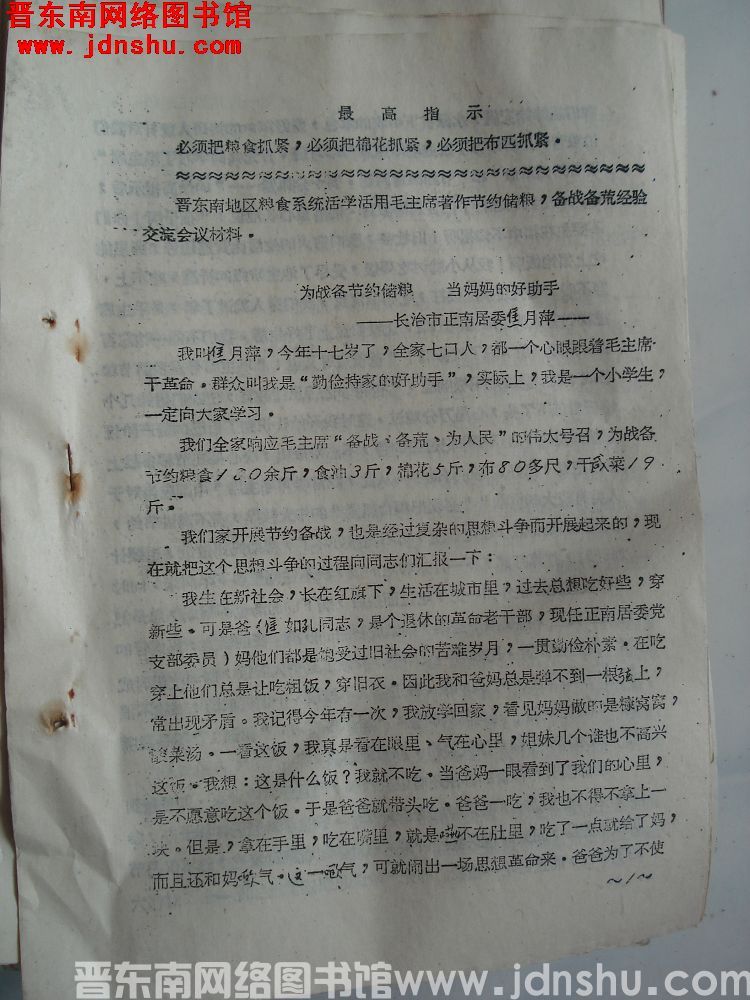 晋东南网络图书馆
www.jdnshu.com
最高指示
必须把粮食抓紧，必须把棉花抓紧，必须把布匹抓紧。
晋东南地区粮食系统活学活用毛主席著作节约储粮，备战备荒经验
交流会议材料。
为战备节约储粮 当妈妈的好助手
——长治市正南居委焦月萍——
我叫焦月萍，今年十七岁了，全家七口人，都一个心眼跟着毛主席
干革命。群众叫我是“勤俭持家的好助手”，实际上，我是一个小学生，
一定向大家学习。
我们全家响应毛主席“备战、备荒、为人民”的伟大号召，为战备
节约粮食120余斤，食油3斤，棉花5斤，布80多尺，干瓜菜19
斤。
我们家开展节约备战，也是经过复杂的思想斗争而开展起来的，现
在就把这个思想斗争的过程向同志们汇报一下：
我生在新社会，长在红旗下，生活在城市里，过去总想吃好些，穿
新些。可是爸（焦如孔同志，是个退休的革命老干部，现任正南居委党
支部委员）妈他们都是饱受过旧社会的苦难岁月，一贯勤俭朴素。在吃
穿上他们总是让吃粗饭，穿旧衣。因此我和爸妈总是弹不到一根弦上，
常出现矛盾。我记得今年有一次，我放学回家，看见妈妈做的是糠窝窝，
酸菜汤。一看这饭，我真是看在眼里、气在心里，姐妹几个谁也不高兴
这饭。我想：这是什么饭？我就不吃。当爸妈一眼看到了我们的心里，
是不愿意吃这个饭。于是爸爸就带头吃。爸爸一吃，我也不得不拿上一
块。但是，拿在手里，吃在嘴里，就是咽不在肚里，吃了一点就给了妈，
而且还和妈怄气。这一怄气，可就闹出一场思想革命来。爸爸为了不使
~1~
晋东南网络图书馆www.jdnshu.com